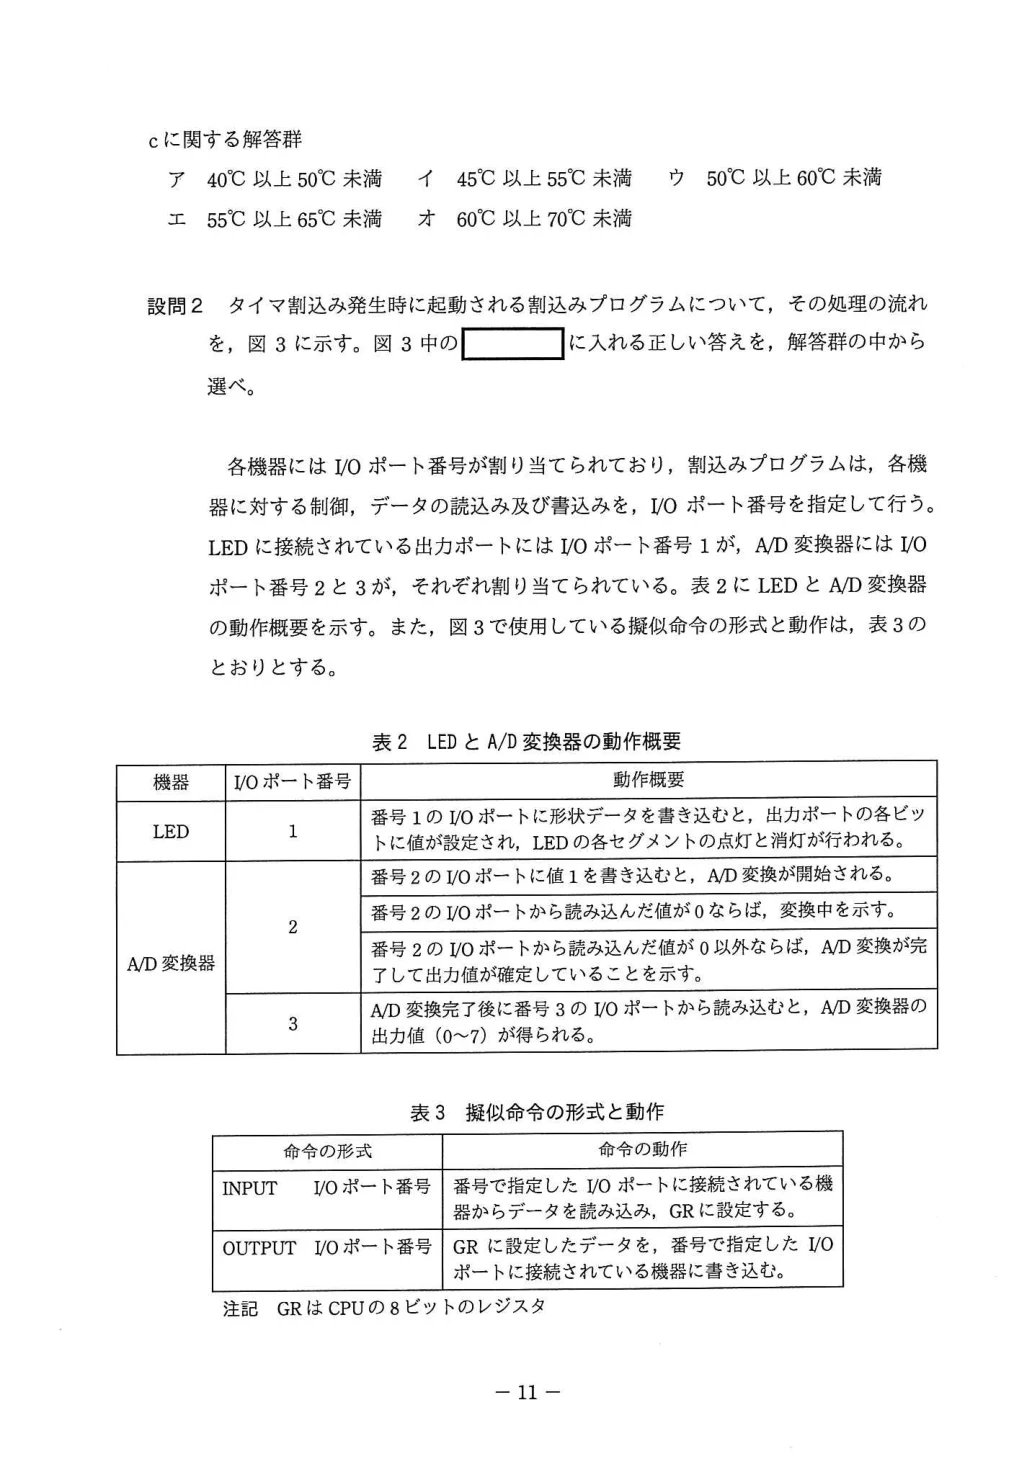 cに関する解答群
ア　40℃ 以上 50℃ 未満　イ　45℃ 以上 55℃ 未満　ウ　50℃ 以上 60℃ 未満
エ　55℃ 以上 65℃ 未満　オ　60℃ 以上 70℃ 未満
設問2　タイマ割込み発生時に起動される割込みプログラムについて，その処理の流れ
を，図 3 に示す。図 3 中の　　　　に入れる正しい答えを，解答群の中から
選べ。
各機器には I/O ポート番号が割り当てられており，割込みプログラムは，各機
器に対する制御，データの読込み及び書込みを，I/O ポート番号を指定して行う。
LED に接続されている出力ポートには I/O ポート番号 1 が，A/D 変換器には I/O
ポート番号 2 と 3 が，それぞれ割り当てられている。表 2 に LED と A/D 変換器
の動作概要を示す。また，図 3 で使用している擬似命令の形式と動作は，表 3 の
とおりとする。
表2　LED と A/D 変換器の動作概要
機器　I/O ポート番号　動作概要
LED　1　番号 1 の I/O ポートに形状データを書き込むと，出力ポートの各ビッ
トに値が設定され，LED の各セグメントの点灯と消灯が行われる。
A/D 変換器　2　番号 2 の I/O ポートに値 1 を書き込むと，A/D 変換が開始される。
番号 2 の I/O ポートから読み込んだ値が 0 ならば，変換中を示す。
番号 2 の I/O ポートから読み込んだ値が 0 以外ならば，A/D 変換が完
了して出力値が確定していることを示す。
3　A/D 変換完了後に番号 3 の I/O ポートから読み込むと，A/D 変換器の
出力値（0～7）が得られる。
表3　擬似命令の形式と動作
命令の形式　命令の動作
INPUT　I/O ポート番号　番号で指定した I/O ポートに接続されている機
器からデータを読み込み，GR に設定する。
OUTPUT　I/O ポート番号　GR に設定したデータを，番号で指定した I/O
ポートに接続されている機器に書き込む。
注記　GR は CPU の 8 ビットのレジスタ
－ 11 －